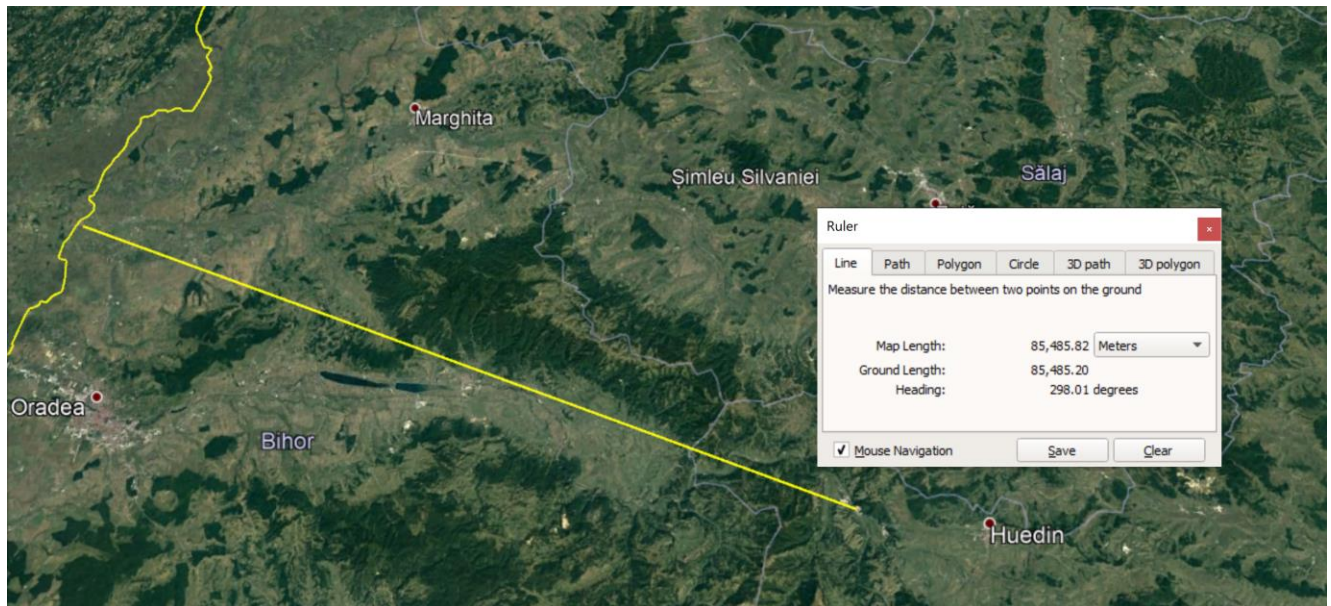 Marghița
Șimleu Silvaniei
Sălaj
Ruler
×
Line Path Polygon Circle 3D path 3D polygon
Measure the distance between two points on the ground
Map Length: 85,485.82 Meters
Ground Length: 85,485.20
Heading: 298.01 degrees
Mouse Navigation Save Clear
Oradea
Bihor
Huedin